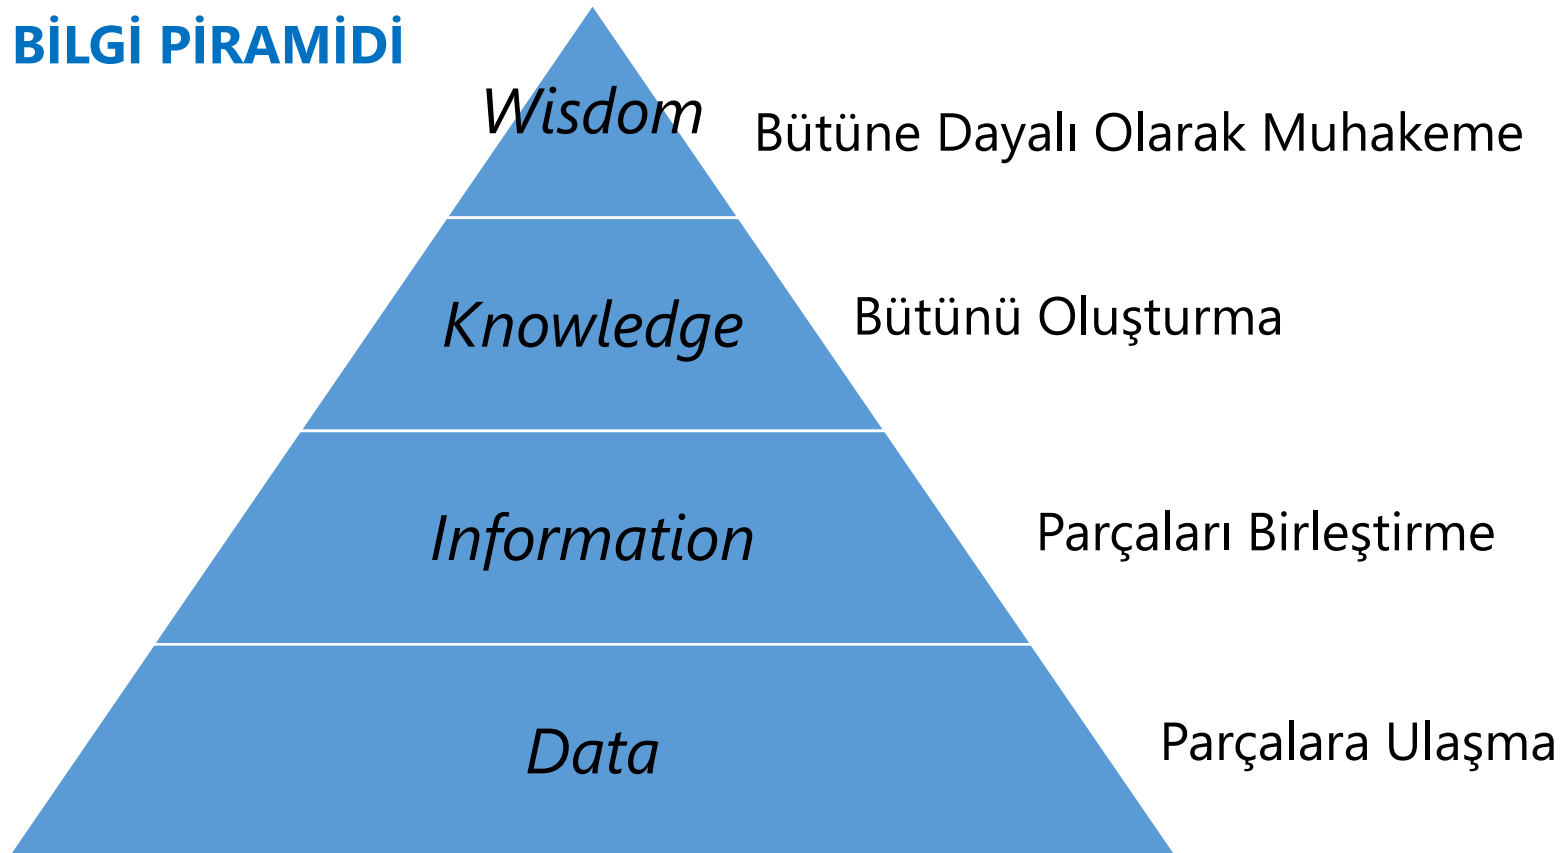 BİLGİ PİRAMİDİ
Wisdom
Bütüne Dayalı Olarak Muhakeme
Knowledge
Bütünü Oluşturma
Information
Parçaları Birleştirme
Data
Parçalara Ulaşma